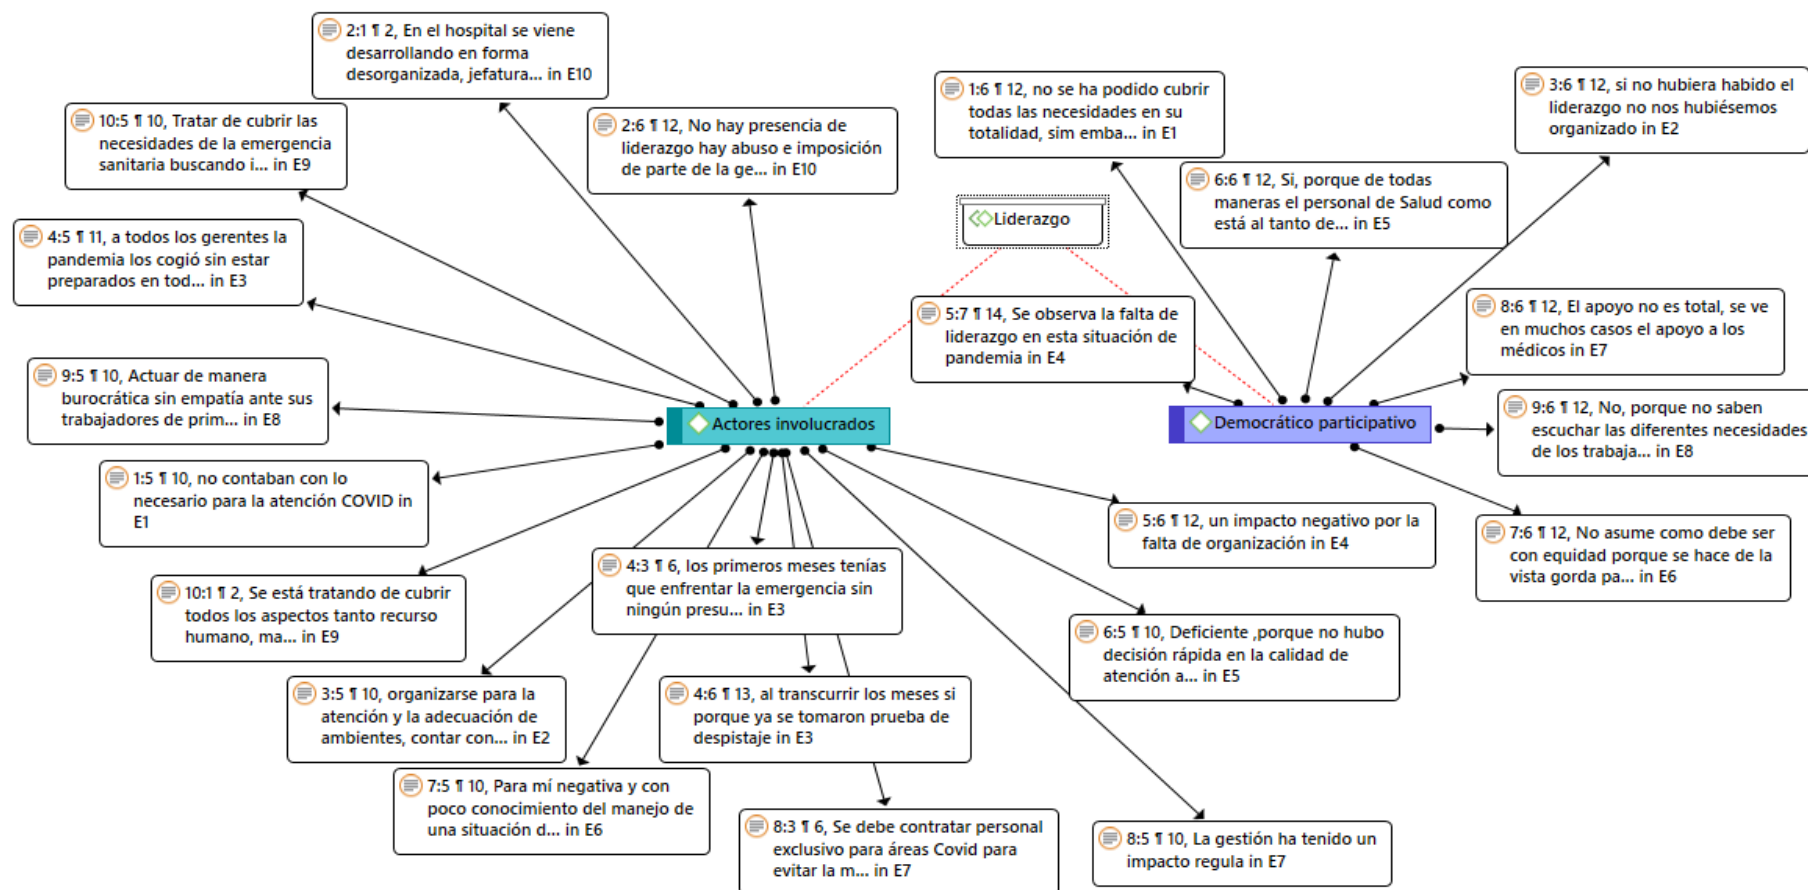 2:1 ¶ 2, En el hospital se viene
desarrollando en forma
desorganizada, jefatura... in E10
10:5 ¶ 10, Tratar de cubrir las
necesidades de la emergencia
sanitaria buscando i... in E9
2:6 ¶ 12, No hay presencia de
liderazgo hay abuso e imposición
de parte de la ge... in E10
1:6 ¶ 12, no se ha podido cubrir
todas las necesidades en su
totalidad, sim emba... in E1
3:6 ¶ 12, si no hubiera habido el
liderazgo no nos hubiésemos
organizado in E2
6:6 ¶ 12, Si, porque de todas
maneras el personal de Salud como
está al tanto de... in E5
Liderazgo
4:5 ¶ 11, a todos los gerentes la
pandemia los cogió sin estar
preparados en tod... in E3
5:7 ¶ 14, Se observa la falta de
liderazgo en esta situación de
pandemia in E4
8:6 ¶ 12, El apoyo no es total, se ve
en muchos casos el apoyo a los
médicos in E7
9:5 ¶ 10, Actuar de manera
burocrática sin empatía ante sus
trabajadores de prim... in E8
Actores involucrados
Democrático participativo
9:6 ¶ 12, No, porque no saben
escuchar las diferentes necesidades
de los trabaja... in E8
1:5 ¶ 10, no contaban con lo
necesario para la atención COVID in
E1
5:6 ¶ 12, un impacto negativo por la
falta de organización in E4
7:6 ¶ 12, No asume como debe ser
con equidad porque se hace de la
vista gorda pa... in E6
10:1 ¶ 2, Se está tratando de cubrir
todos los aspectos tanto recurso
humano, ma... in E9
4:3 ¶ 6, los primeros meses tenías
que enfrentar la emergencia sin
ningún presu... in E3
6:5 ¶ 10, Deficiente ,porque no hubo
decisión rápida en la calidad de
atención a... in E5
3:5 ¶ 10, organizarse para la
atención y la adecuación de
ambientes, contar con... in E2
4:6 ¶ 13, al transcurrir los meses si
porque ya se tomaron prueba de
despistaje in E3
7:5 ¶ 10, Para mí negativa y con
poco conocimiento del manejo de
una situación d... in E6
8:3 ¶ 6, Se debe contratar personal
exclusivo para áreas Covid para
evitar la m... in E7
8:5 ¶ 10, La gestión ha tenido un
impacto regula in E7